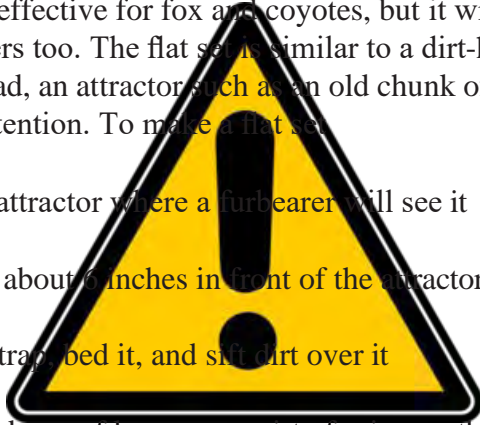 effective for fox and coyotes, but it w
ers too. The flat set is similar to a dirt-
ad, an attractor such as an old chunk o
tention. To make a flat set
attractor where a furbearer will see it
about 6 inches in front of the attractor
trap, bed it, and sift dirt over it